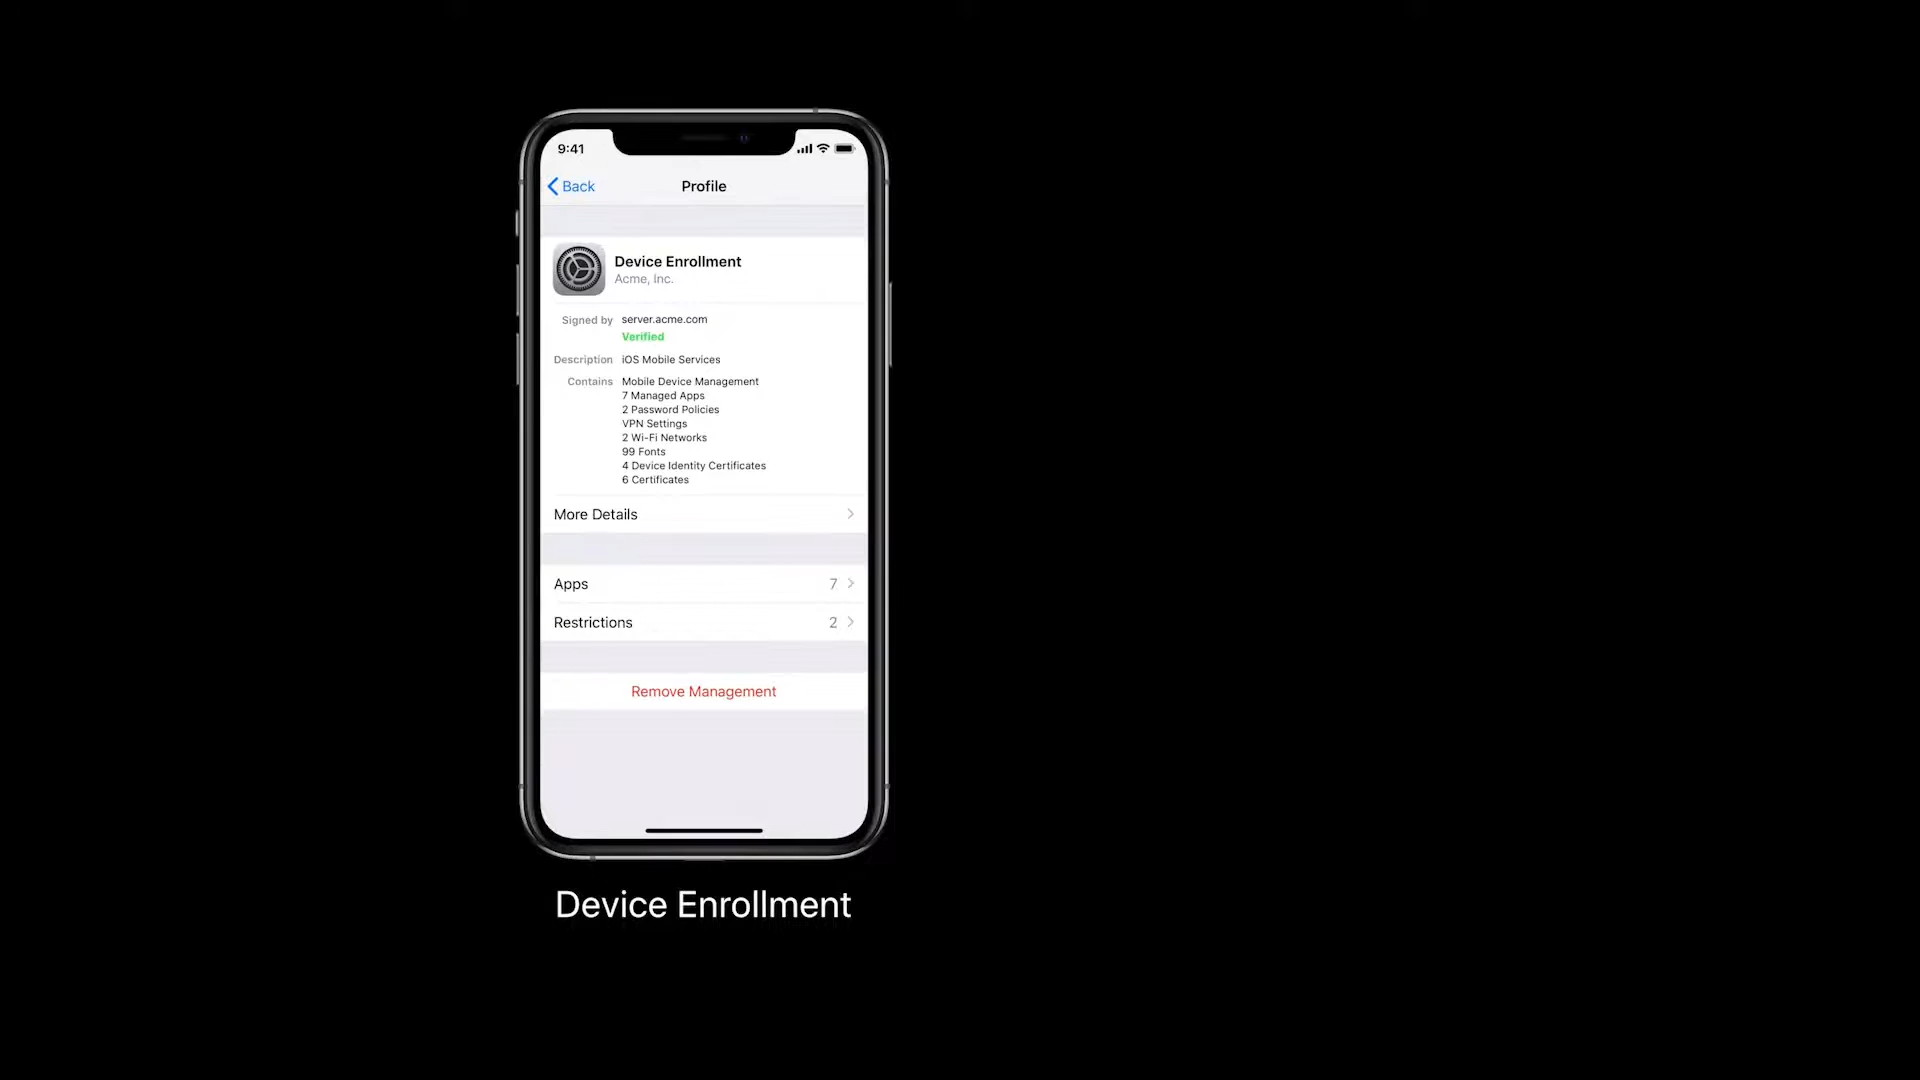 9:41
Back
Profile
Device Enrollment
Acme, Inc.
Signed by server.acme.com
Verified
Description iOS Mobile Services
Contains Mobile Device Management
7 Managed Apps
2 Password Policies
VPN Settings
2 Wi-Fi Networks
99 Fonts
4 Device Identity Certificates
6 Certificates
More Details
Apps 7
Restrictions 2
Remove Management
Device Enrollment